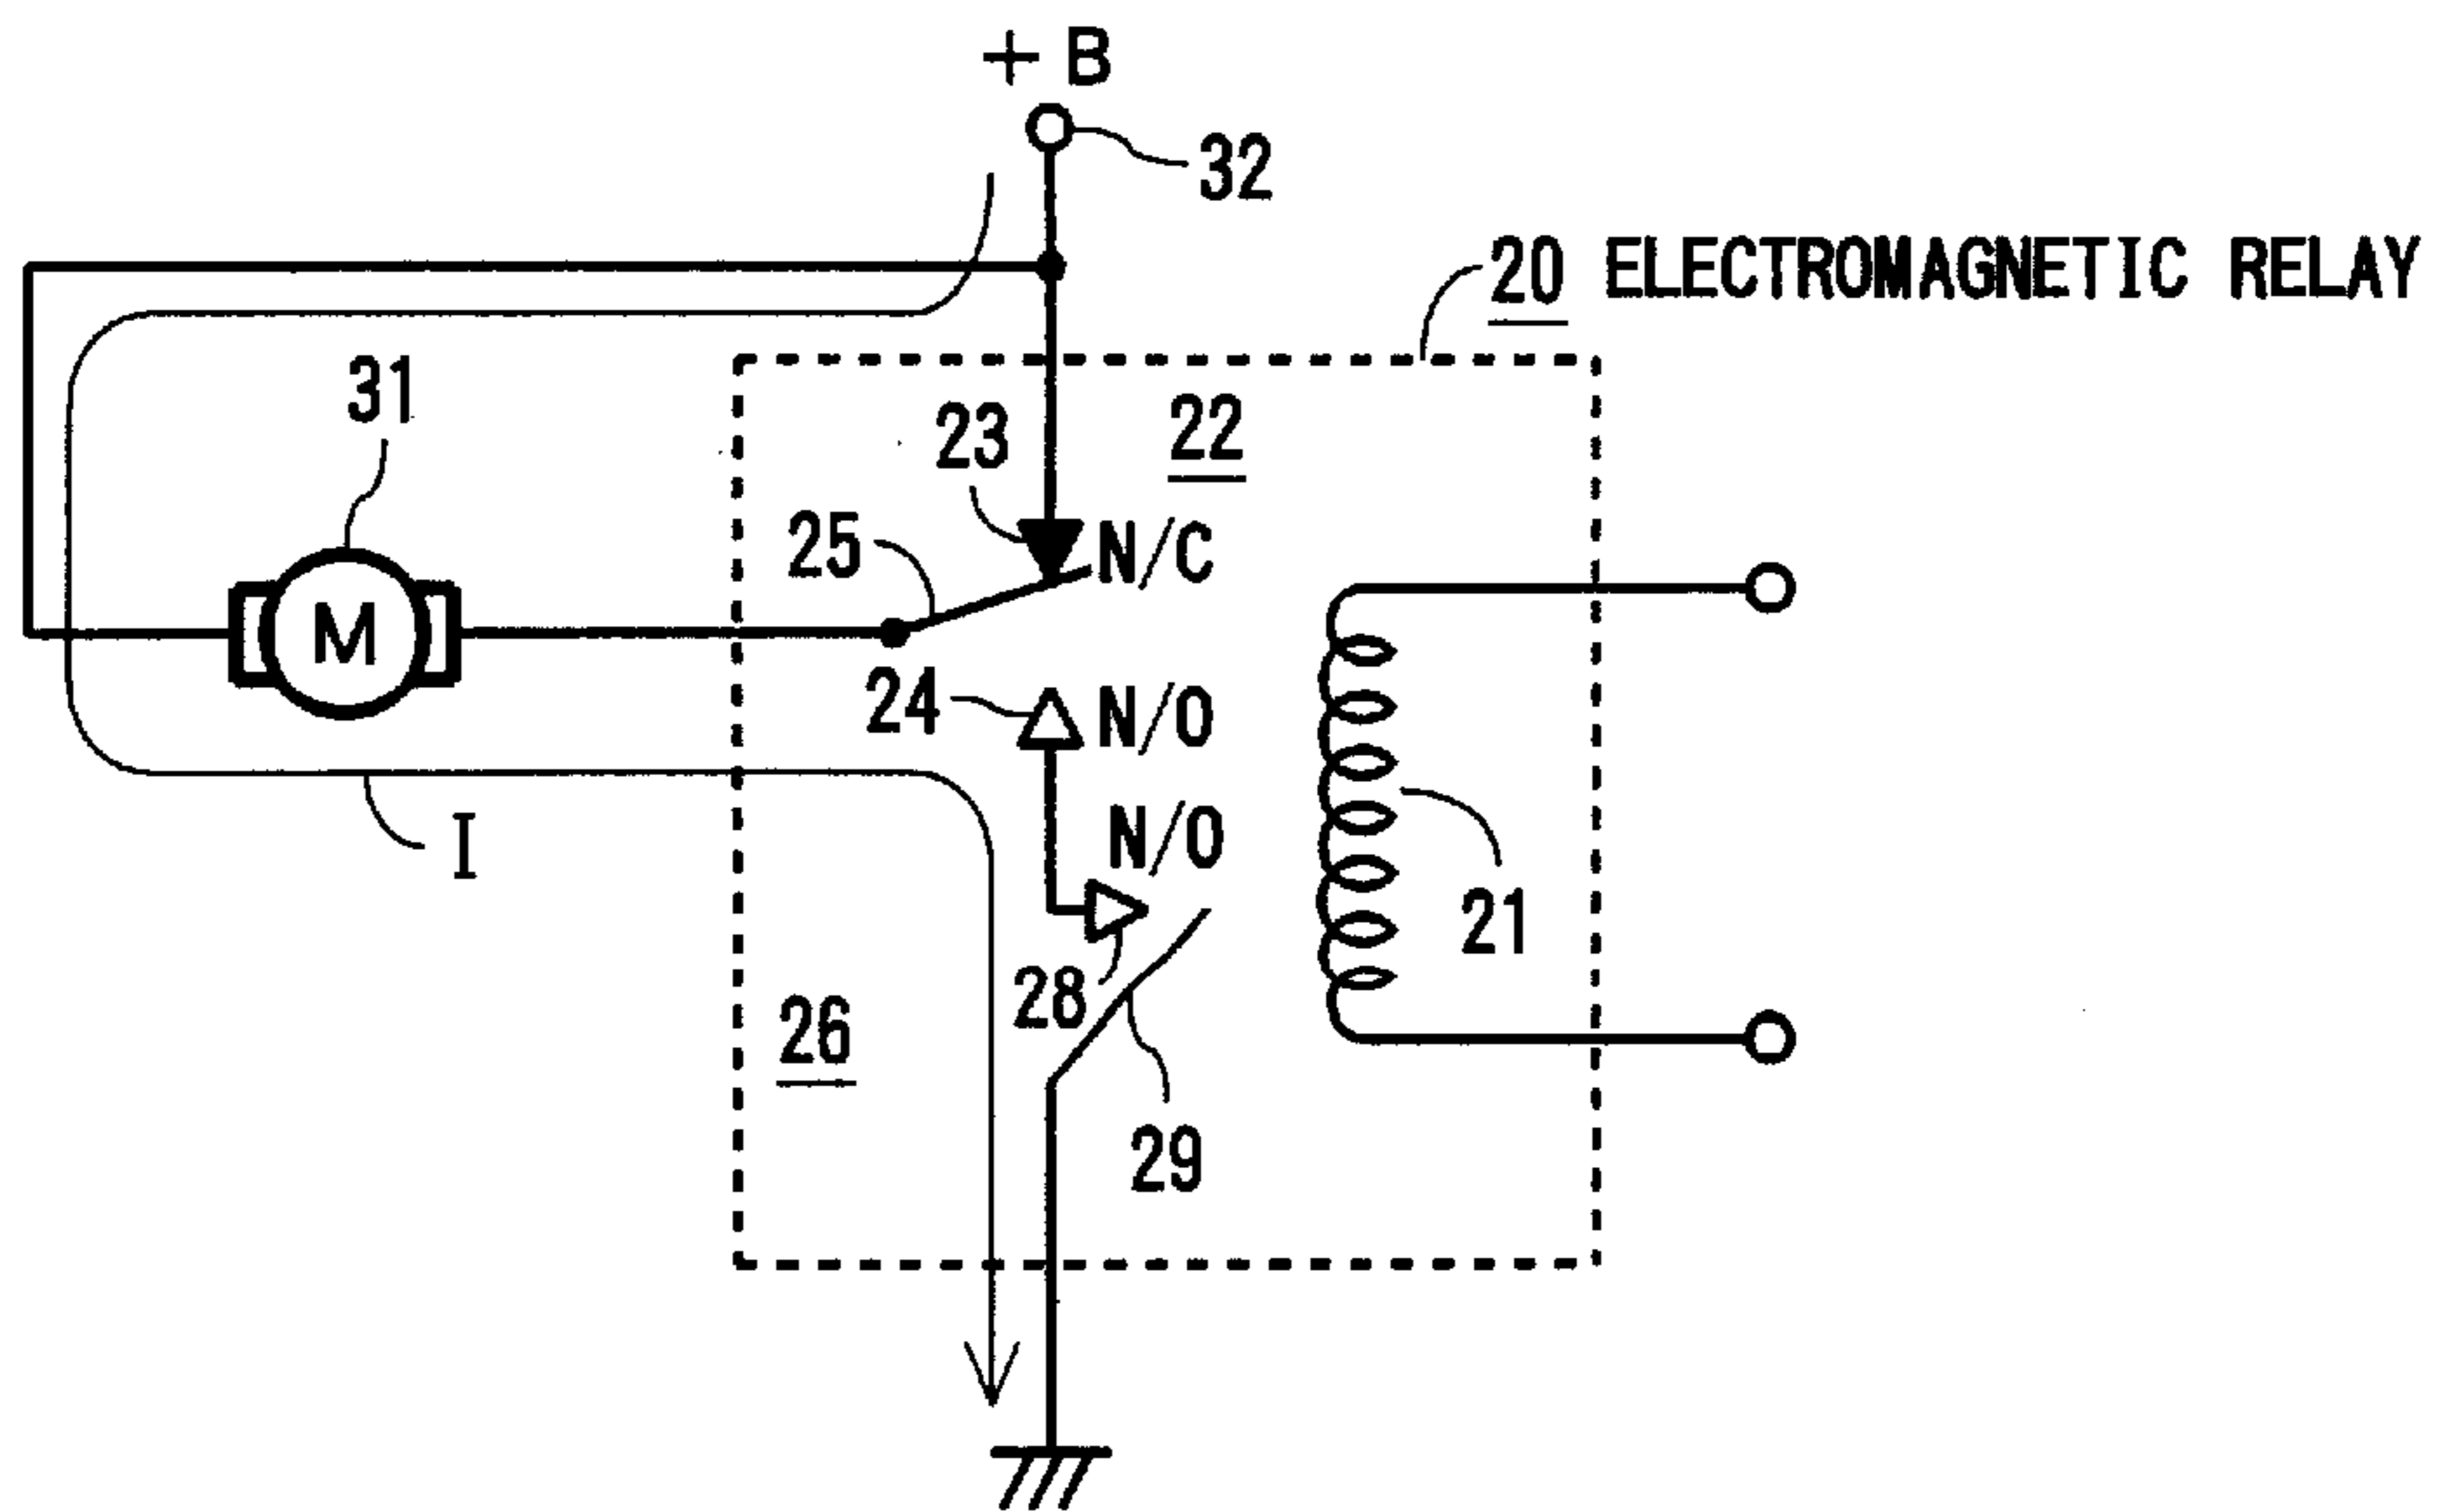 + B
32
20 ELECTROMAGNETIC RELAY
31
23
22
25
N/C
M
24
N/O
I
N/O
21
28
26
29